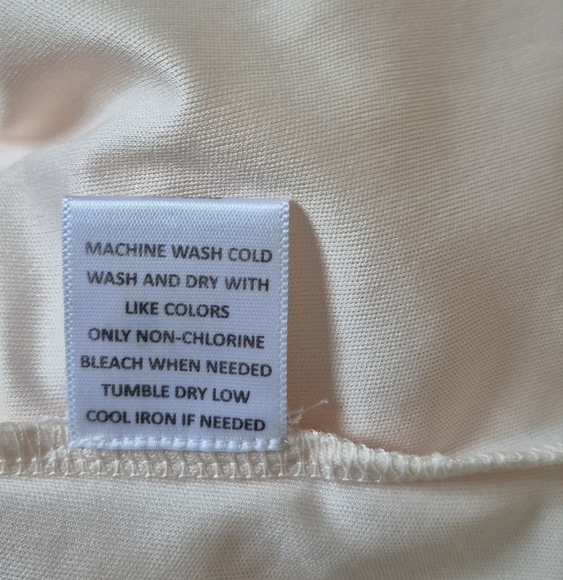 MACHINE WASH COLD
WASH AND DRY WITH
LIKE COLORS
ONLY NON-CHLORINE
BLEACH WHEN NEEDED
TUMBLE DRY LOW
COOL IRON IF NEEDED